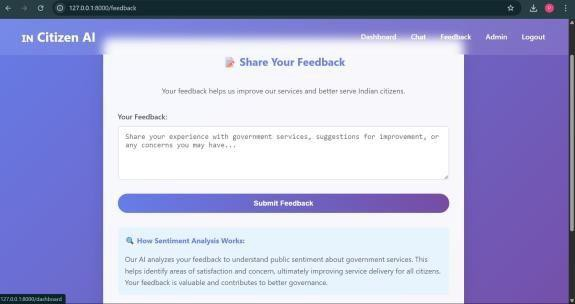 127.0.0.1:8000/feedback
IN Citizen AI
Dashboard Chat Feedback Admin Logout
📝 Share Your Feedback
Your feedback helps us improve our services and better serve Indian citizens.
Your Feedback:
Share your experience with government services, suggestions for improvement, or
any concerns you may have...
Submit Feedback
🔍 How Sentiment Analysis Works:
Our AI analyzes your feedback to understand public sentiment about government services. This
helps identify areas of satisfaction and concern, ultimately improving service delivery for all citizens.
Your feedback is valuable and contributes to better governance.
127.0.0.1:8000/dashboard